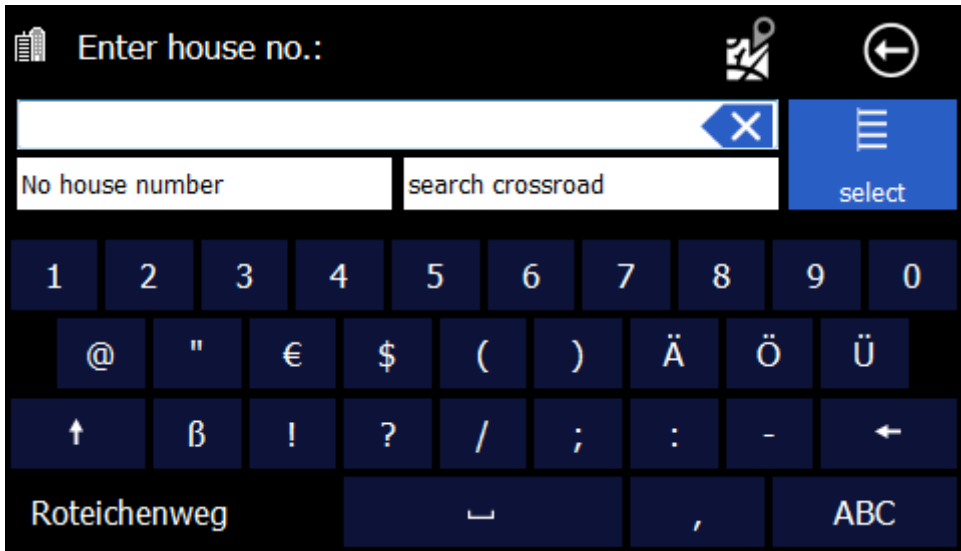 Enter house no.:
No house number search crossroad select
1 2 3 4 5 6 7 8 9 0
@ " € $ ( ) Ä Ö Ü
ß ! ? / ; : -
Roteichenweg , ABC